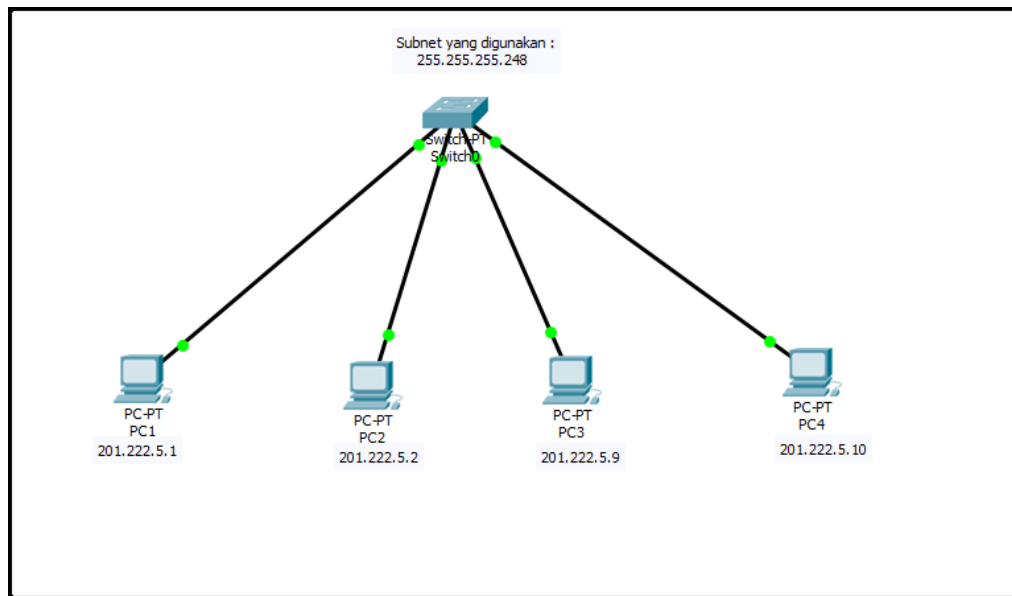 Subnet yang digunakan :
255.255.255.248
Switch-PT
Switch0
PC-PT
PC1
201.222.5.1
PC-PT
PC2
201.222.5.2
PC-PT
PC3
201.222.5.9
PC-PT
PC4
201.222.5.10